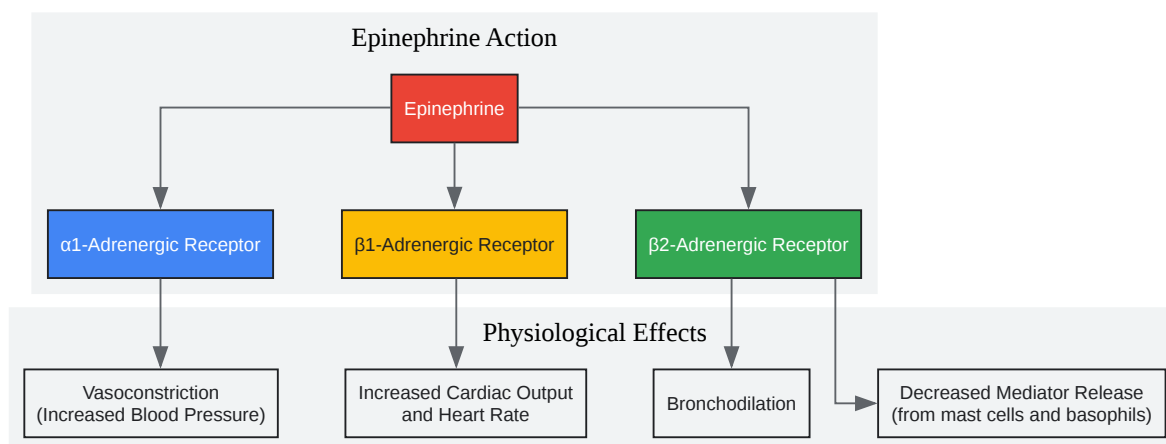 Epinephrine Action
Epinephrine
α1-Adrenergic Receptor
β1-Adrenergic Receptor
β2-Adrenergic Receptor
Physiological Effects
Vasoconstriction
(Increased Blood Pressure)
Increased Cardiac Output
and Heart Rate
Bronchodilation
Decreased Mediator Release
(from mast cells and basophils)